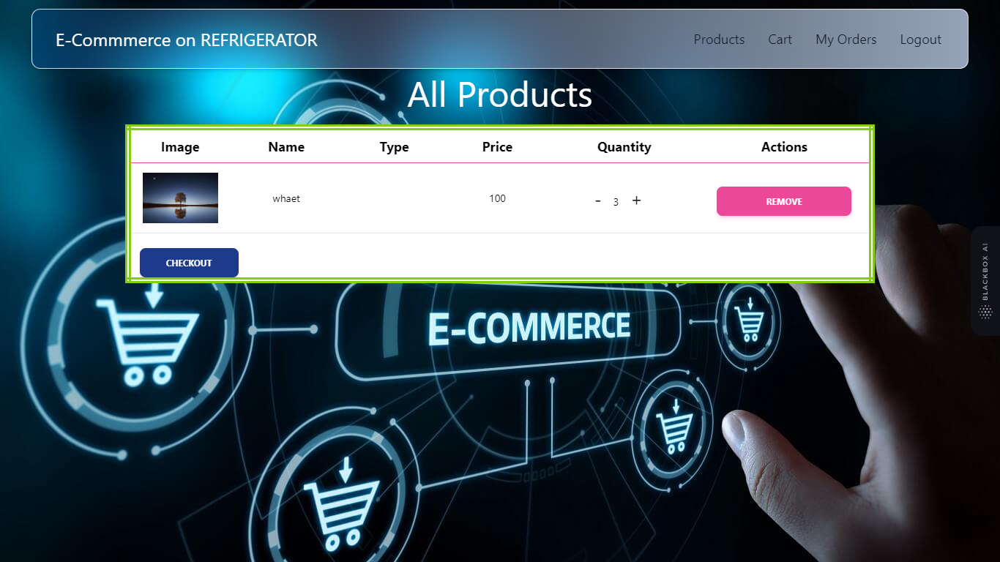 E-Commmerce on REFRIGERATOR
Products Cart My Orders Logout
All Products
Image Name Type Price Quantity Actions
whaet 100 - 3 + REMOVE
CHECKOUT
E-COMMERCE
BLACKBOX AI